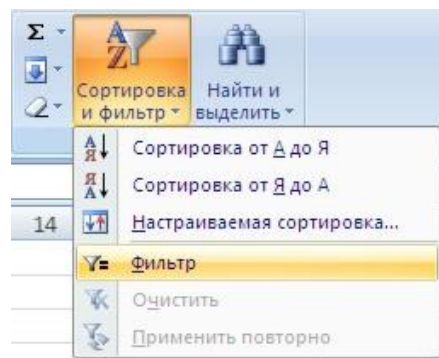 Σ
Сортировка и фильтр
Найти и выделить
Сортировка от А до Я
Сортировка от Я до А
14
Настраиваемая сортировка...
Фильтр
Очистить
Применить повторно